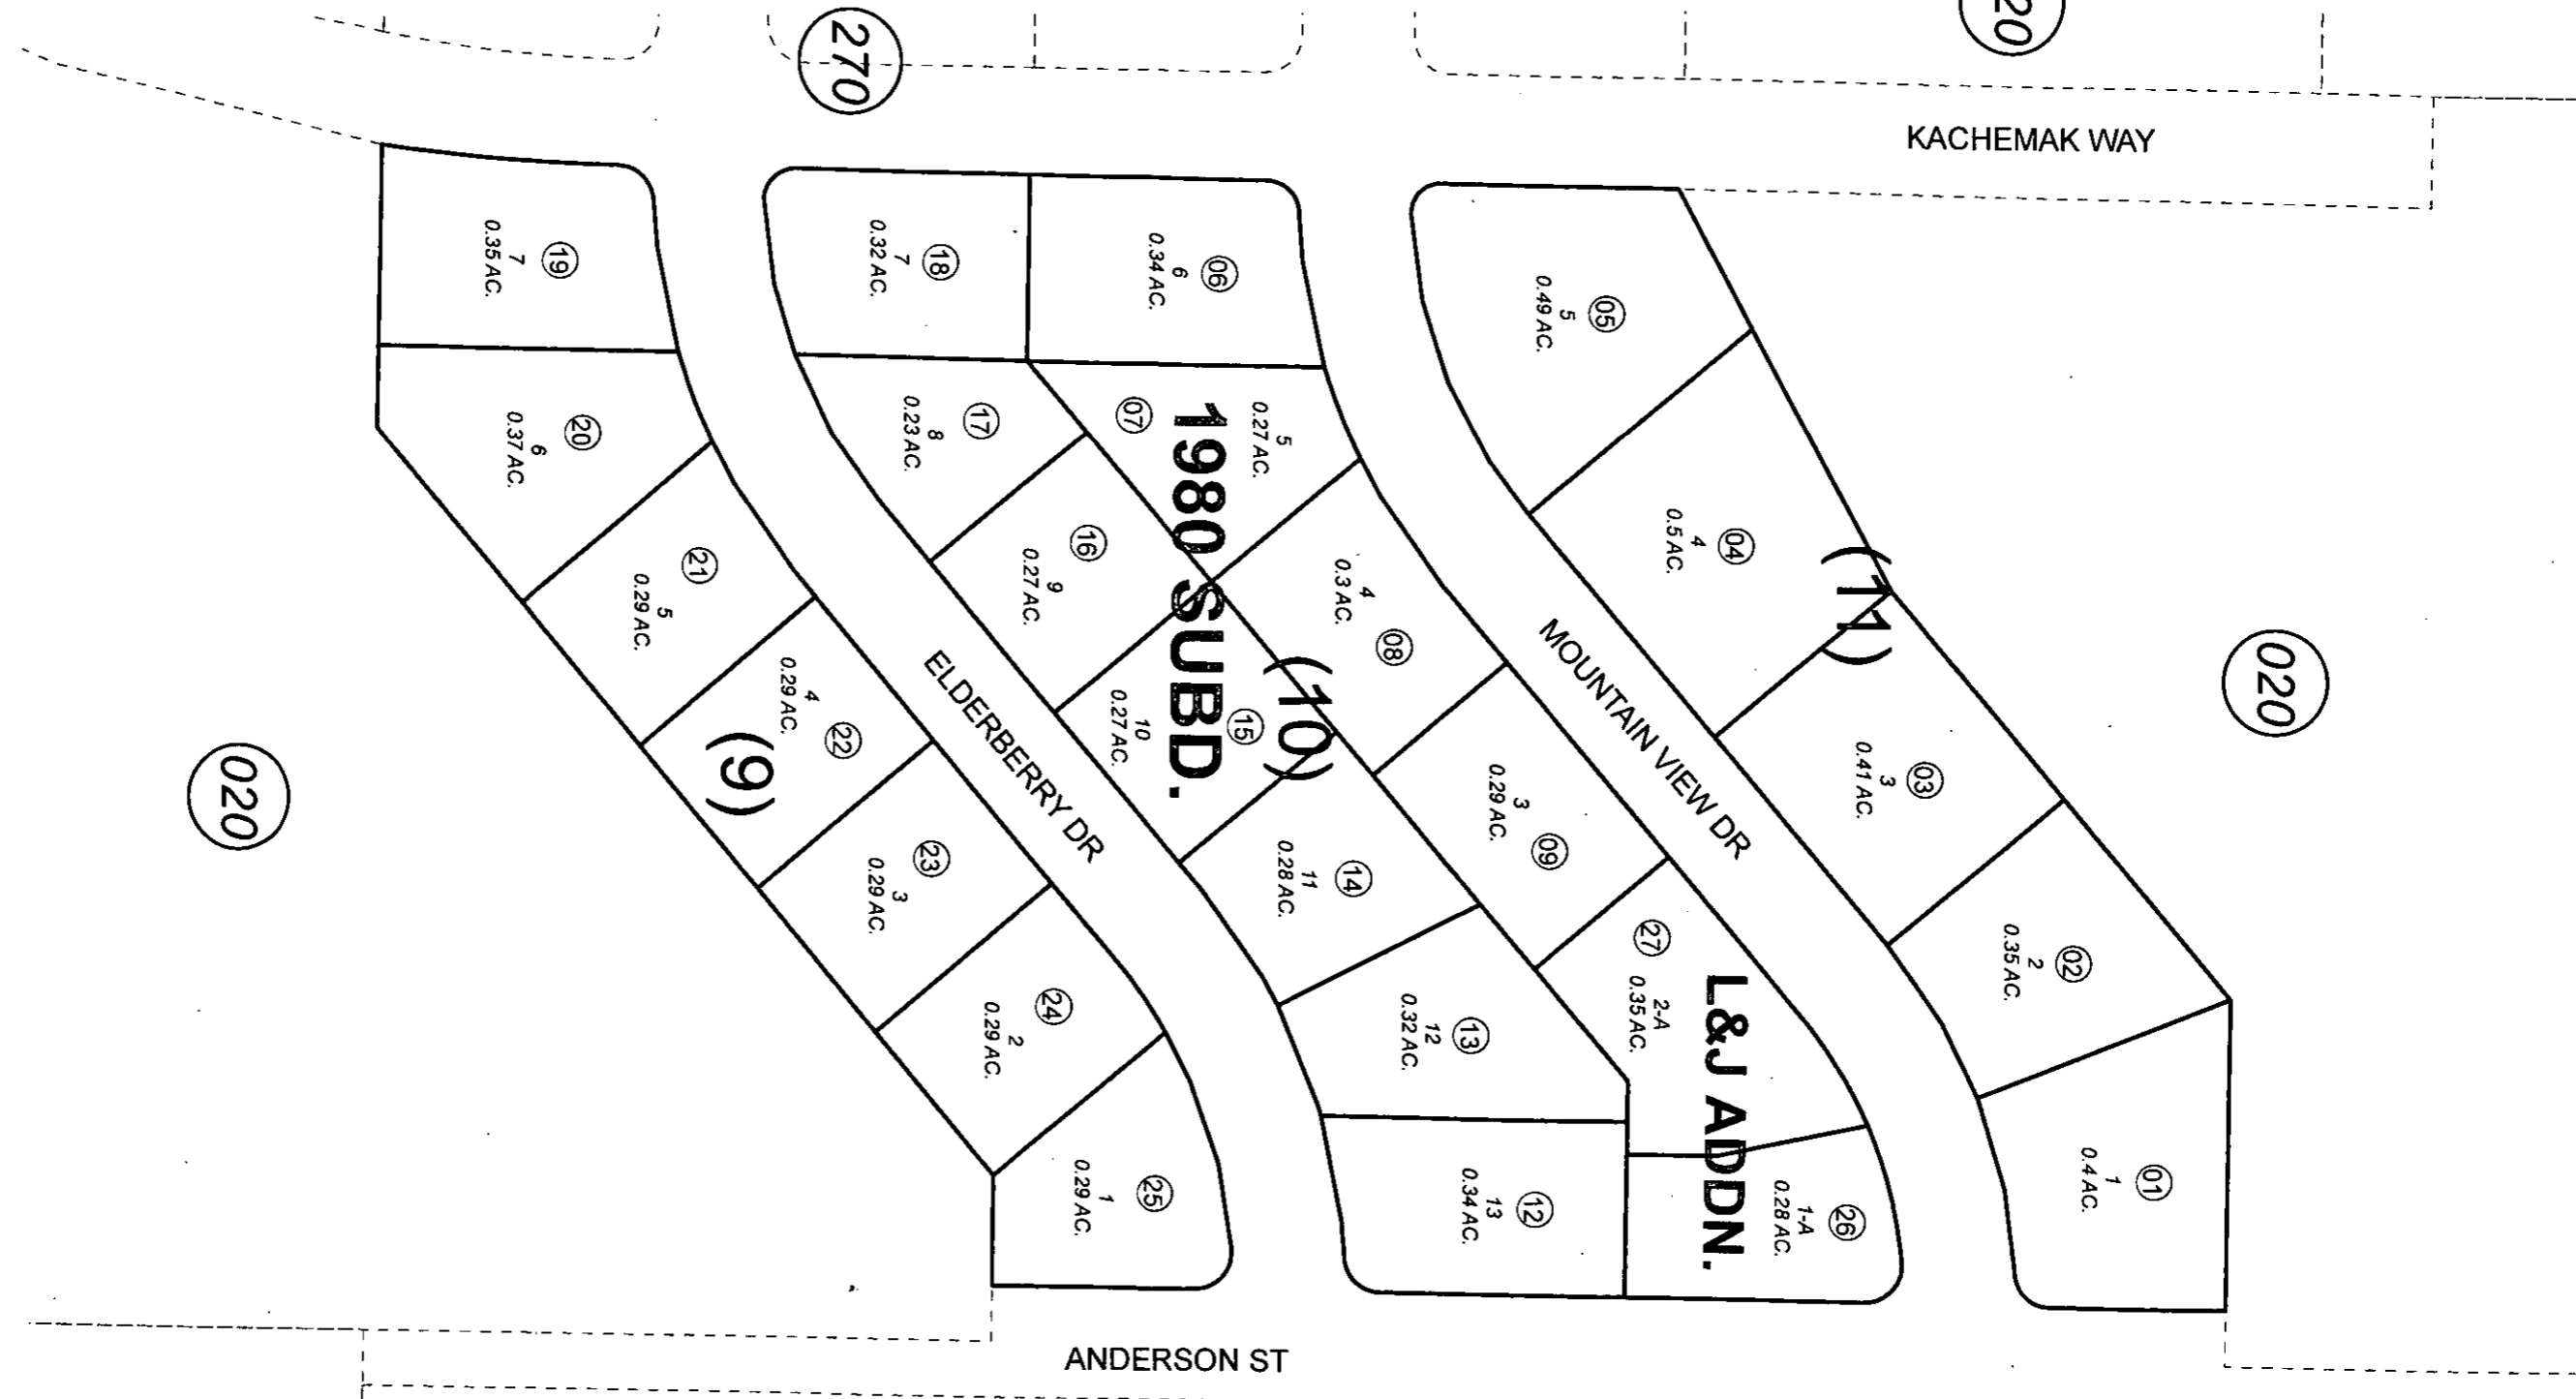 270
20
KACHEMAK WAY
19
7
0.35 AC.
18
7
0.32 AC.
06
6
0.34 AC.
05
5
0.49 AC.
20
6
0.37 AC.
17
8
0.23 AC.
07
5
0.27 AC.
1980 SUBD.
21
5
0.29 AC.
16
9
0.27 AC.
08
4
0.3 AC.
04
4
0.5 AC.
(11)
020
22
4
0.29 AC.
(9)
ELDERBERRY DR
15
10
0.27 AC.
(10)
MOUNTAIN VIEW DR
03
3
0.41 AC.
020
23
3
0.29 AC.
14
11
0.28 AC.
09
3
0.29 AC.
27
2-A
0.35 AC.
L&J ADDN.
02
2
0.35 AC.
24
2
0.29 AC.
13
12
0.32 AC.
25
1
0.29 AC.
12
13
0.34 AC.
26
1-A
0.28 AC.
01
1
0.4 AC.
ANDERSON ST